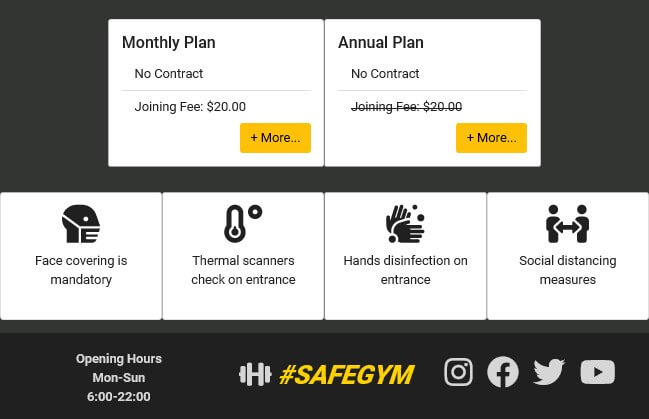 Monthly Plan
No Contract
Joining Fee: $20.00
+ More...
Annual Plan
No Contract
Joining Fee: $20.00
+ More...
Face covering is
mandatory
Thermal scanners
check on entrance
Hands disinfection on
entrance
Social distancing
measures
Opening Hours
Mon-Sun
6:00-22:00
#SAFEGYM